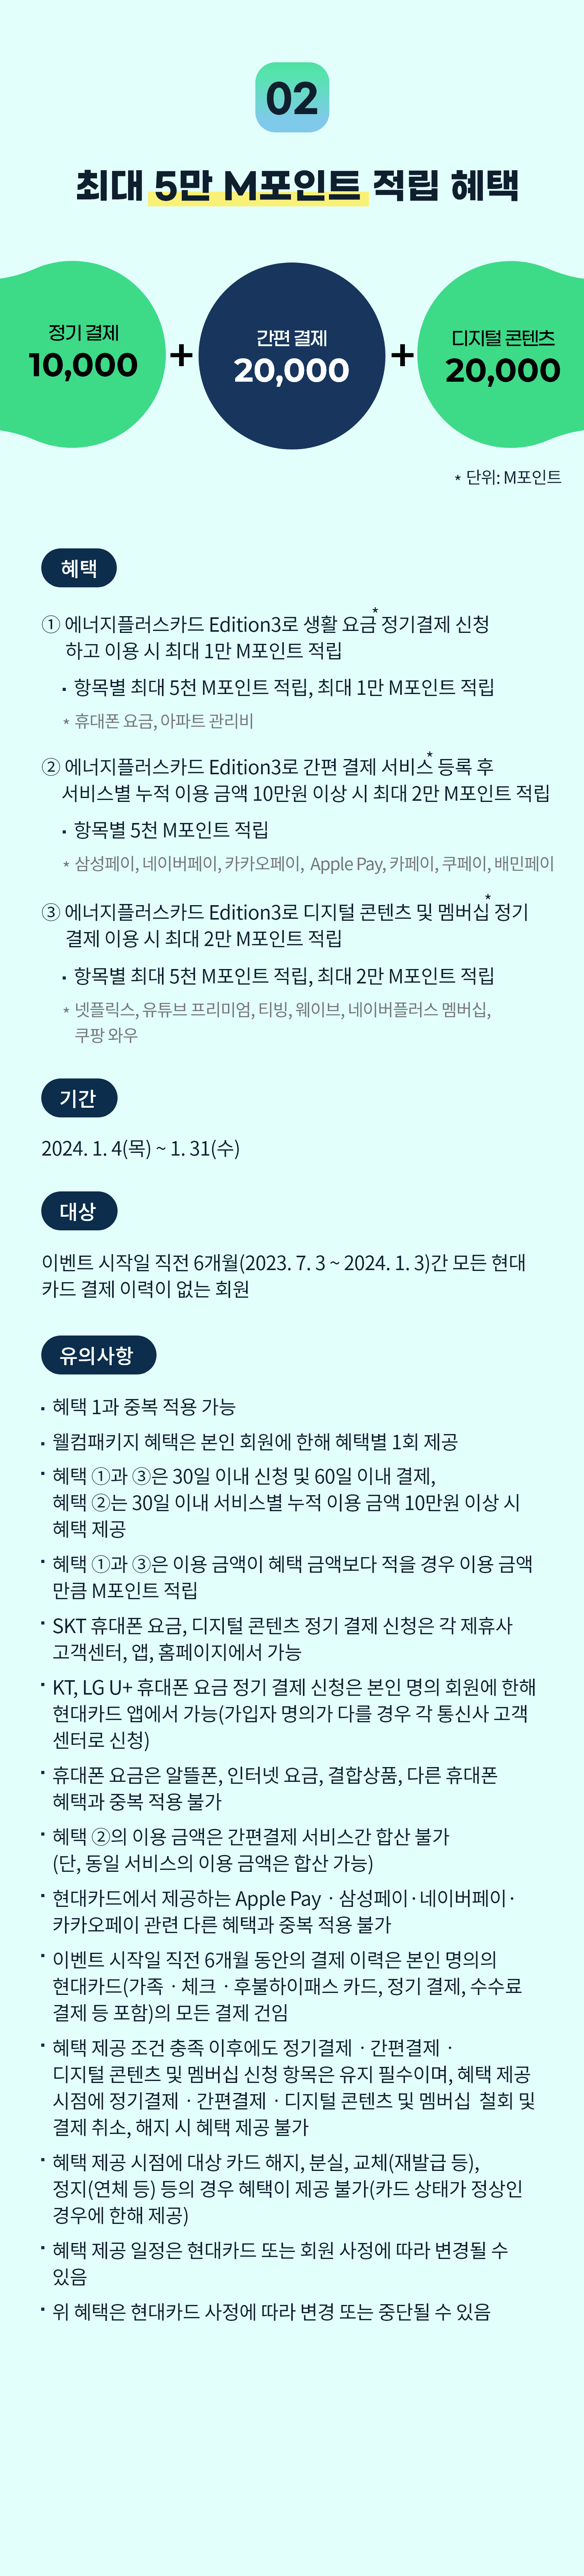 02
최대 5만 M포인트 적립 혜택
정기 결제
10,000
+
간편 결제
20,000
+
디지털 콘텐츠
20,000
* 단위: M포인트
혜택
① 에너지플러스카드 Edition3로 생활 요금* 정기결제 신청
하고 이용 시 최대 1만 M포인트 적립
· 항목별 최대 5천 M포인트 적립, 최대 1만 M포인트 적립
* 휴대폰 요금, 아파트 관리비
② 에너지플러스카드 Edition3로 간편 결제 서비스* 등록 후
서비스별 누적 이용 금액 10만원 이상 시 최대 2만 M포인트 적립
· 항목별 5천 M포인트 적립
* 삼성페이, 네이버페이, 카카오페이, Apple Pay, 카페이, 쿠페이, 배민페이
③ 에너지플러스카드 Edition3로 디지털 콘텐츠 및 멤버십* 정기
결제 이용 시 최대 2만 M포인트 적립
· 항목별 최대 5천 M포인트 적립, 최대 2만 M포인트 적립
* 넷플릭스, 유튜브 프리미엄, 티빙, 웨이브, 네이버플러스 멤버십,
쿠팡 와우
기간
2024. 1. 4(목) ~ 1. 31(수)
대상
이벤트 시작일 직전 6개월(2023. 7. 3 ~ 2024. 1. 3)간 모든 현대
카드 결제 이력이 없는 회원
유의사항
· 혜택 1과 중복 적용 가능
· 웰컴패키지 혜택은 본인 회원에 한해 혜택별 1회 제공
· 혜택 ①과 ③은 30일 이내 신청 및 60일 이내 결제,
혜택 ②는 30일 이내 서비스별 누적 이용 금액 10만원 이상 시
혜택 제공
· 혜택 ①과 ③은 이용 금액이 혜택 금액보다 적을 경우 이용 금액
만큼 M포인트 적립
· SKT 휴대폰 요금, 디지털 콘텐츠 정기 결제 신청은 각 제휴사
고객센터, 앱, 홈페이지에서 가능
· KT, LG U+ 휴대폰 요금 정기 결제 신청은 본인 명의 회원에 한해
현대카드 앱에서 가능(가입자 명의가 다를 경우 각 통신사 고객
센터로 신청)
· 휴대폰 요금은 알뜰폰, 인터넷 요금, 결합상품, 다른 휴대폰
혜택과 중복 적용 불가
· 혜택 ②의 이용 금액은 간편결제 서비스간 합산 불가
(단, 동일 서비스의 이용 금액은 합산 가능)
· 현대카드에서 제공하는 Apple Pay · 삼성페이·네이버페이·
카카오페이 관련 다른 혜택과 중복 적용 불가
· 이벤트 시작일 직전 6개월 동안의 결제 이력은 본인 명의의
현대카드(가족 · 체크 · 후불하이패스 카드, 정기 결제, 수수료
결제 등 포함)의 모든 결제 건임
· 혜택 제공 조건 충족 이후에도 정기결제 · 간편결제 ·
디지털 콘텐츠 및 멤버십 신청 항목은 유지 필수이며, 혜택 제공
시점에 정기결제 · 간편결제 · 디지털 콘텐츠 및 멤버십 철회 및
결제 취소, 해지 시 혜택 제공 불가
· 혜택 제공 시점에 대상 카드 해지, 분실, 교체(재발급 등),
정지(연체 등) 등의 경우 혜택이 제공 불가(카드 상태가 정상인
경우에 한해 제공)
· 혜택 제공 일정은 현대카드 또는 회원 사정에 따라 변경될 수
있음
· 위 혜택은 현대카드 사정에 따라 변경 또는 중단될 수 있음